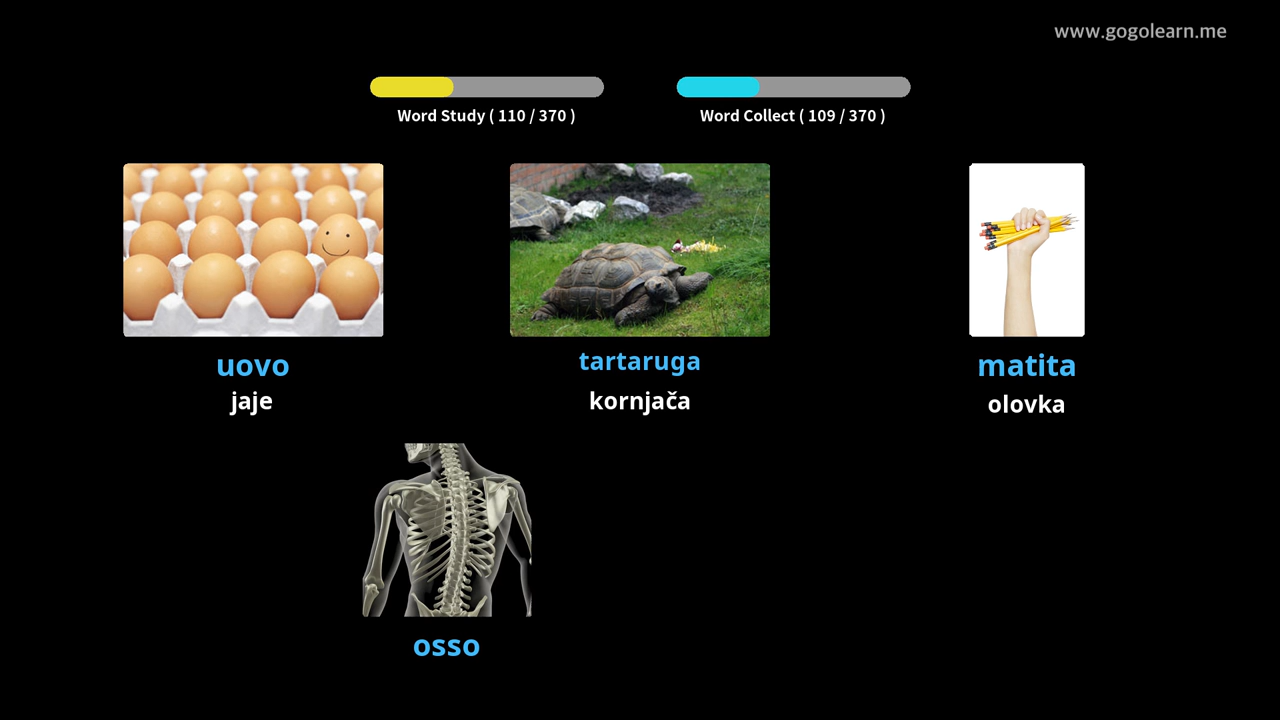 www.gogolearn.me
Word Study ( 110 / 370 )
Word Collect ( 109 / 370 )
uovo
jaje
tartaruga
kornjača
matita
olovka
osso